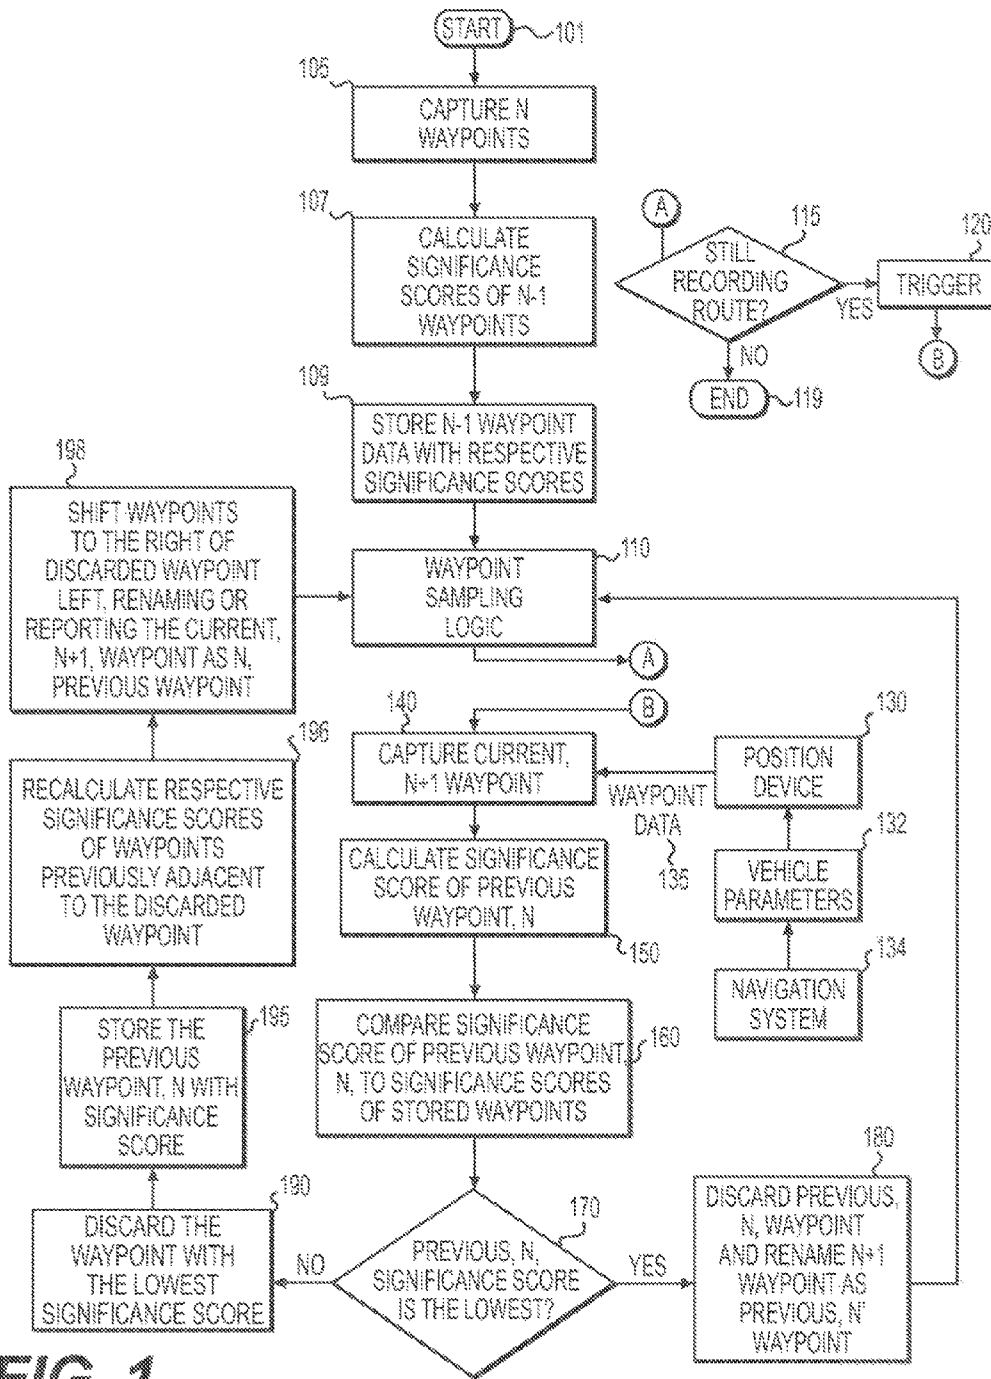 START
101
105
CAPTURE N
WAYPOINTS
107
CALCULATE
SIGNIFICANCE
SCORES OF N-1
WAYPOINTS
A
115
STILL
RECORDING
ROUTE?
YES
120
TRIGGER
B
NO
END
119
109
STORE N-1 WAYPOINT
DATA WITH RESPECTIVE
SIGNIFICANCE SCORES
198
SHIFT WAYPOINTS
TO THE RIGHT OF
DISCARDED WAYPOINT
LEFT, RENAMING OR
REPORTING THE CURRENT,
N+1, WAYPOINT AS N,
PREVIOUS WAYPOINT
110
WAYPOINT
SAMPLING
LOGIC
A
B
140
CAPTURE CURRENT,
N+1 WAYPOINT
WAYPOINT
DATA
135
130
POSITION
DEVICE
132
VEHICLE
PARAMETERS
134
NAVIGATION
SYSTEM
196
RECALCULATE RESPECTIVE
SIGNIFICANCE SCORES
OF WAYPOINTS
PREVIOUSLY ADJACENT
TO THE DISCARDED
WAYPOINT
CALCULATE SIGNIFICANCE
SCORE OF PREVIOUS
WAYPOINT, N
150
195
STORE THE
PREVIOUS
WAYPOINT, N WITH
SIGNIFICANCE
SCORE
COMPARE SIGNIFICANCE
SCORE OF PREVIOUS WAYPOINT,
N, TO SIGNIFICANCE SCORES
OF STORED WAYPOINTS
160
190
DISCARD THE
WAYPOINT WITH
THE LOWEST
SIGNIFICANCE SCORE
NO
170
PREVIOUS, N,
SIGNIFICANCE SCORE
IS THE LOWEST?
YES
180
DISCARD PREVIOUS,
N, WAYPOINT
AND RENAME N+1
WAYPOINT AS
PREVIOUS, N'
WAYPOINT
FIG. 1